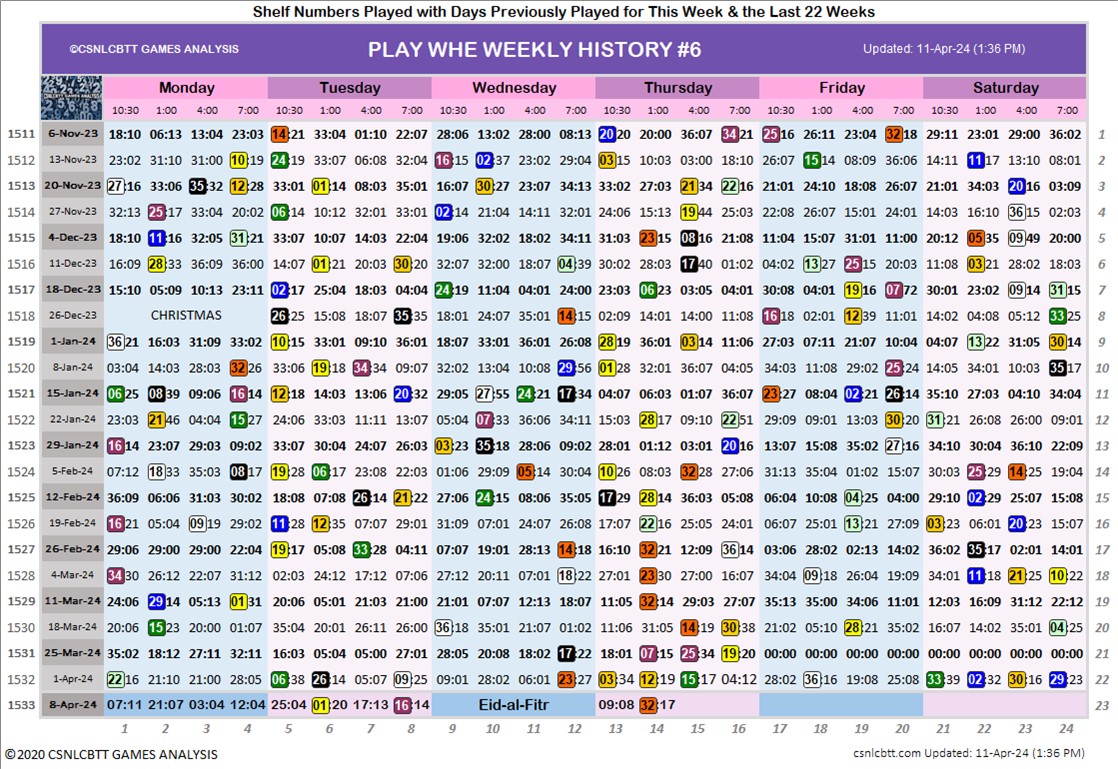 Shelf Numbers Played with Days Previously Played for This Week & the Last 22 Weeks
©CSNLCBTT GAMES ANALYSIS PLAY WHE WEEKLY HISTORY #6 Updated: 11-Apr-24 (1:36 PM)
Monday Tuesday Wednesday Thursday Friday Saturday
10:30 1:00 4:00 7:00 10:30 1:00 4:00 7:00 10:30 1:00 4:00 7:00 10:30 1:00 4:00 7:00 10:30 1:00 4:00 7:00 10:30 1:00 4:00 7:00
1511 6-Nov-23 18:10 06:13 13:04 23:03 14:21 33:04 01:10 22:07 28:06 13:02 28:00 08:13 20:20 20:00 36:07 34:21 25:16 26:11 23:04 32:18 29:11 23:01 29:00 36:02 1
1512 13-Nov-23 23:02 31:10 31:00 10:19 24:19 33:07 06:08 32:04 16:15 02:37 23:02 29:04 03:15 10:03 03:00 18:10 26:07 15:14 08:09 36:06 14:11 11:17 13:10 08:01 2
1513 20-Nov-23 27:16 33:06 35:32 12:28 33:01 01:14 08:03 35:01 16:07 30:27 23:07 34:13 33:02 27:03 21:34 22:16 21:01 24:10 18:08 26:07 21:01 34:03 20:16 03:09 3
1514 27-Nov-23 32:13 25:17 33:04 20:02 06:14 10:12 32:01 33:01 02:14 21:04 14:11 32:01 24:06 15:13 19:44 25:03 22:08 26:07 15:01 24:01 14:03 16:10 36:15 02:03 4
1515 4-Dec-23 18:10 11:16 32:05 31:21 33:07 10:07 14:03 22:04 19:06 32:02 18:02 34:11 31:03 23:15 08:16 21:08 11:04 15:07 31:01 11:00 20:12 05:35 09:49 20:00 5
1516 11-Dec-23 16:09 28:33 36:09 36:00 14:07 01:21 20:03 30:20 32:07 32:00 18:07 04:39 30:02 28:03 17:40 01:02 04:02 13:27 25:15 20:03 11:08 03:21 28:02 18:03 6
1517 18-Dec-23 15:10 05:09 10:13 23:11 02:17 25:04 18:03 04:04 24:19 11:04 04:01 24:00 23:04 06:23 03:05 04:01 30:08 04:01 19:16 07:72 30:01 23:02 09:14 31:15 7
1518 26-Dec-23 CHRISTMAS 26:25 15:08 18:07 35:35 18:01 24:07 35:01 14:15 02:09 14:01 14:00 11:08 16:18 02:01 12:39 11:01 14:02 04:08 05:12 33:25 8
1519 1-Jan-24 36:21 16:03 31:09 33:02 10:15 33:01 09:10 36:01 18:07 33:01 36:01 08:09 28:19 36:01 03:14 11:06 27:03 07:11 21:07 10:04 04:07 13:22 31:05 30:14 9
1520 8-Jan-24 03:04 14:03 28:03 32:26 33:06 19:18 34:14 09:07 32:02 13:04 10:08 29:56 01:28 32:01 36:07 04:05 34:03 11:08 29:02 25:24 14:05 34:01 10:03 35:17 10
1521 15-Jan-24 06:25 08:39 09:06 16:14 12:18 14:03 13:06 20:32 29:05 27:55 24:21 17:34 04:07 06:03 01:07 36:07 23:27 08:04 02:21 26:14 35:10 27:03 04:10 34:04 11
1522 22-Jan-24 23:03 21:46 04:04 15:27 24:06 33:03 11:11 13:07 05:04 07:33 36:06 34:11 15:03 28:17 09:10 22:51 29:09 09:01 13:03 30:20 31:21 26:08 26:00 09:01 12
1523 29-Jan-24 16:14 23:07 29:03 09:02 33:07 30:04 24:07 26:03 03:23 35:18 28:06 09:02 28:01 01:12 03:01 20:16 13:07 15:08 35:02 27:16 34:10 30:04 36:10 22:09 13
1524 5-Feb-24 07:12 18:33 35:03 08:17 19:28 06:17 23:08 22:03 01:06 29:09 05:14 30:04 10:26 08:03 32:28 27:06 31:13 35:04 01:02 15:07 30:03 25:29 14:25 19:04 14
1525 12-Feb-24 36:09 06:06 31:03 30:02 18:08 07:08 26:14 21:22 27:06 24:15 08:06 35:05 17:29 28:14 36:03 05:08 06:04 10:08 04:25 04:00 29:10 02:29 25:07 15:08 15
1526 19-Feb-24 16:21 05:04 09:19 29:02 11:28 12:35 07:07 29:01 31:09 07:01 24:07 26:08 17:07 22:16 25:05 24:01 06:07 25:01 13:21 09:06 03:23 06:01 20:23 15:07 16
1527 26-Feb-24 29:06 29:00 29:00 22:04 19:17 05:08 33:28 04:11 07:07 19:01 28:13 14:18 16:10 32:21 12:09 36:14 03:06 28:02 02:13 14:02 36:02 35:17 02:01 14:01 17
1528 4-Mar-24 34:30 26:12 22:07 31:12 05:03 24:12 17:12 07:06 27:12 20:11 07:01 18:22 27:01 23:30 27:00 16:07 34:04 09:18 26:04 19:09 34:01 11:18 21:25 10:22 18
1529 11-Mar-24 24:06 29:14 05:13 01:31 20:06 05:01 21:01 21:00 21:01 07:07 12:13 18:07 11:05 32:14 29:03 27:07 35:13 35:00 34:06 11:01 12:03 16:09 31:12 22:12 19
1530 18-Mar-24 20:06 15:23 20:00 01:07 35:04 20:01 26:11 26:00 36:18 35:01 21:07 01:02 11:06 31:05 14:19 30:38 12:08 05:10 28:21 35:02 16:07 14:02 35:01 04:25 20
1531 25-Mar-24 35:02 18:12 27:11 32:11 16:03 05:04 05:00 27:01 28:05 20:08 18:02 17:22 18:01 07:15 25:34 19:20 00:00 00:00 00:00 00:00 00:00 00:00 00:00 00:00 21
1532 1-Apr-24 22:16 21:10 21:00 28:05 06:38 26:14 05:07 09:25 09:01 28:02 06:01 23:27 03:34 12:19 15:17 04:12 28:02 36:16 19:08 25:08 33:39 02:32 30:16 29:23 22
1533 8-Apr-24 07:11 21:07 03:04 12:04 25:04 01:20 17:13 16:14 Eid-al-Fitr 09:08 32:17 23
1 2 3 4 5 6 7 8 9 10 11 12 13 14 15 16 17 18 19 20 21 22 23 24
©2020 CSNLCBTT GAMES ANALYSIS csnlcbtt.com Updated: 11-Apr-24 (1:36 PM)